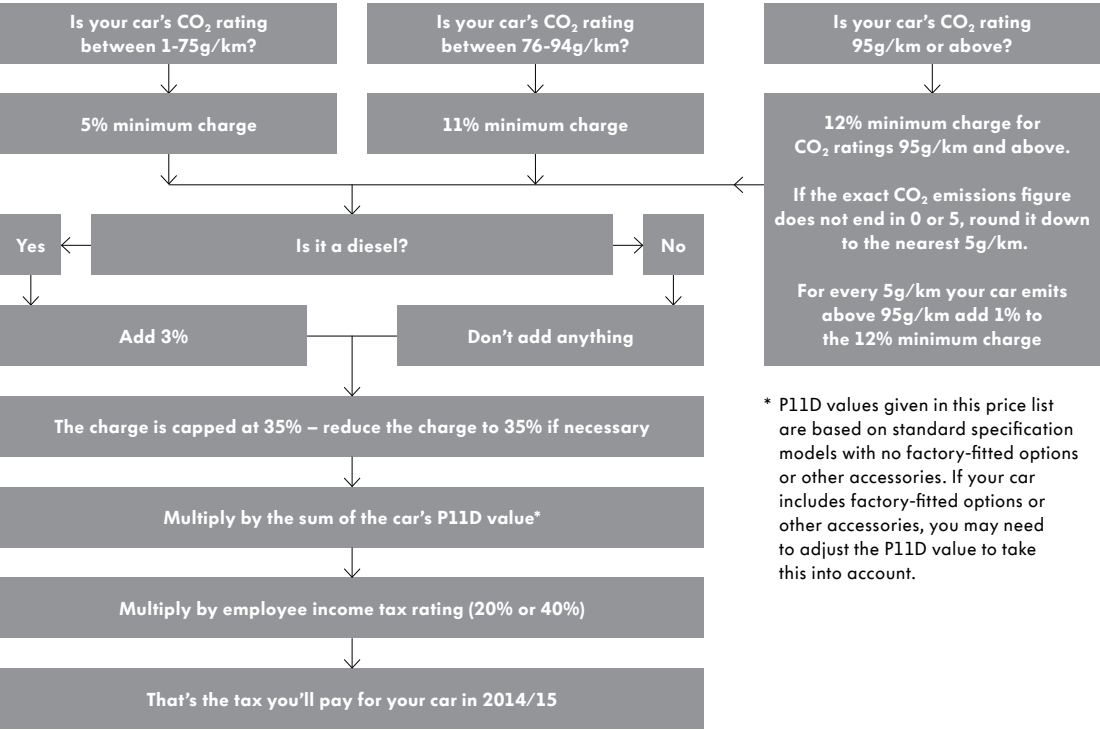 Is your car's CO₂ rating
between 1-75g/km?
Is your car's CO₂ rating
between 76-94g/km?
Is your car's CO₂ rating
95g/km or above?
5% minimum charge
11% minimum charge
12% minimum charge for
CO₂ ratings 95g/km and above.
If the exact CO₂ emissions figure
does not end in 0 or 5, round it down
to the nearest 5g/km.
For every 5g/km your car emits
above 95g/km add 1% to
the 12% minimum charge
Yes
Is it a diesel?
No
Add 3%
Don't add anything
The charge is capped at 35% – reduce the charge to 35% if necessary
Multiply by the sum of the car's P11D value*
Multiply by employee income tax rating (20% or 40%)
That's the tax you'll pay for your car in 2014/15
* P11D values given in this price list
are based on standard specification
models with no factory-fitted options
or other accessories. If your car
includes factory-fitted options or
other accessories, you may need
to adjust the P11D value to take
this into account.